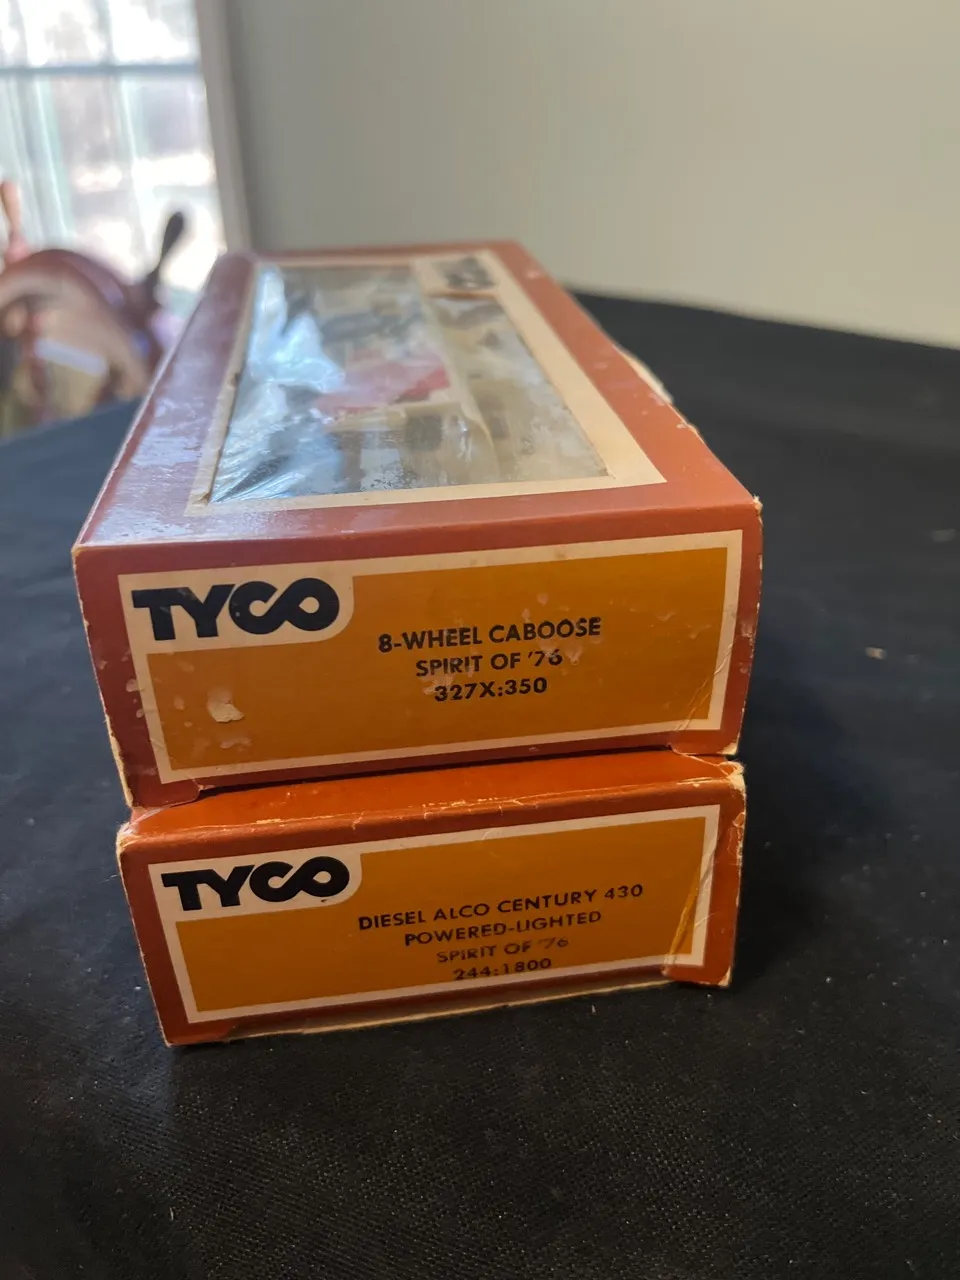 TYCO
TYCO
8-WHEEL CABOOSE
SPIRIT OF '76
327X:350
TYCO
DIESEL ALCO CENTURY 430
POWERED-LIGHTED
SPIRIT OF '76
244:1800